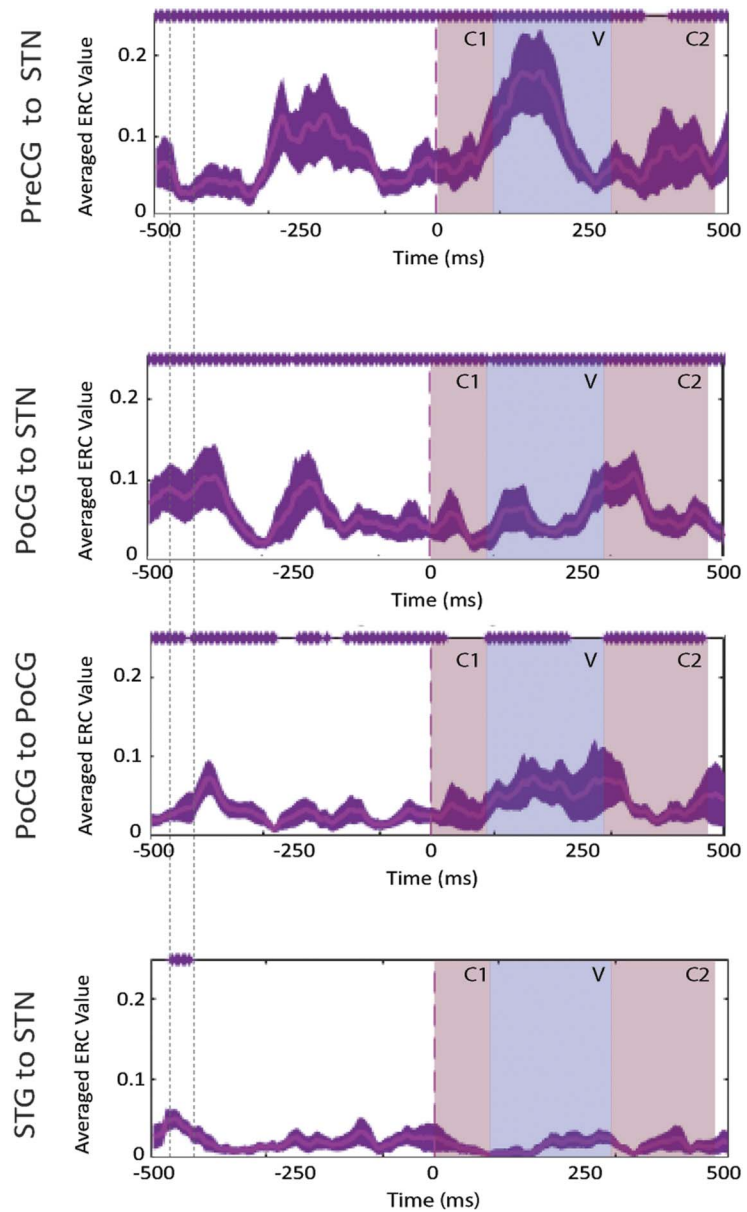 PreCG to STN
Averaged ERC Value
0.2
0.1
0
C1 V C2
-500 -250 0 250 500
Time (ms)
PoCG to STN
Averaged ERC Value
0.2
0.1
0
C1 V C2
-500 -250 0 250 500
Time (ms)
PoCG to PoCG
Averaged ERC Value
0.2
0.1
0
C1 V C2
-500 -250 0 250 500
Time (ms)
STG to STN
Averaged ERC Value
0.2
0.1
0
C1 V C2
-500 -250 0 250 500
Time (ms)